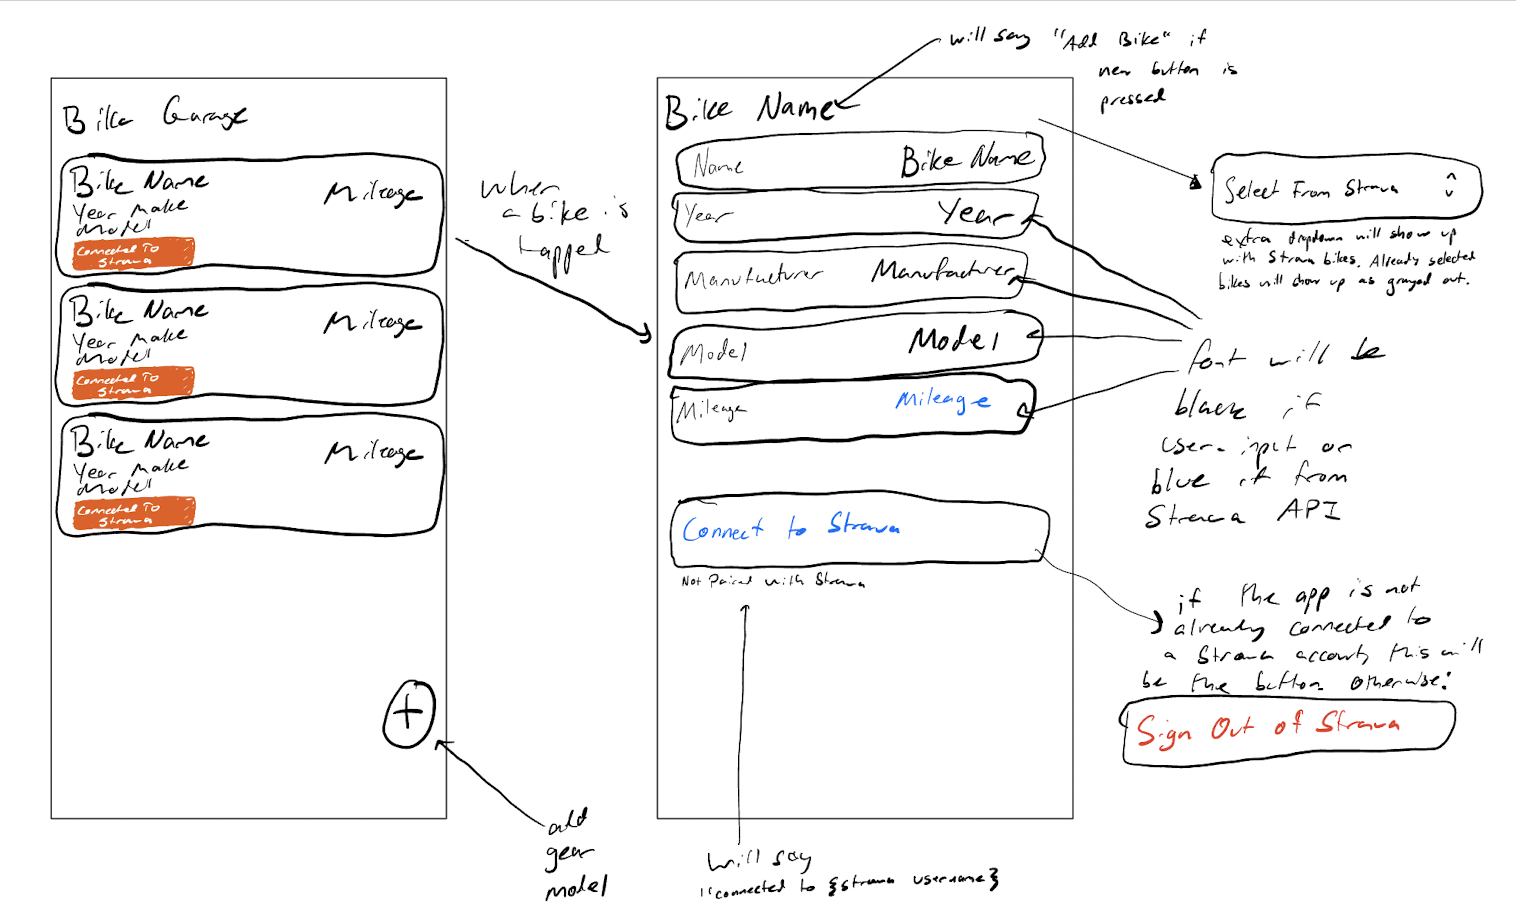 will say "Add Bike" if
new button is
pressed
Bike Garage
Bike Name
Mileage
Year Make
Model
Connected To
Strava
Bike Name
Mileage
Year Make
Model
Connected To
Strava
Bike Name
Mileage
Year Make
Model
Connected To
Strava
+
add
gear
model
when
a bike is
tapped
Bike Name
Name Bike Name
Year Year
Manufacturer Manufacturer
Model Model
Mileage Mileage
Connect to Strava
Not Paired with Strava
will say
"connected to {strava username}
Select From Strava
extra dropdown will show up
with Strava bikes. Already selected
bikes will show up as grayed out.
font will be
black if
user-input or
blue if from
Strava API
if the app is not
already connected to
a Strava account, this will
be the button otherwise:
Sign Out of Strava